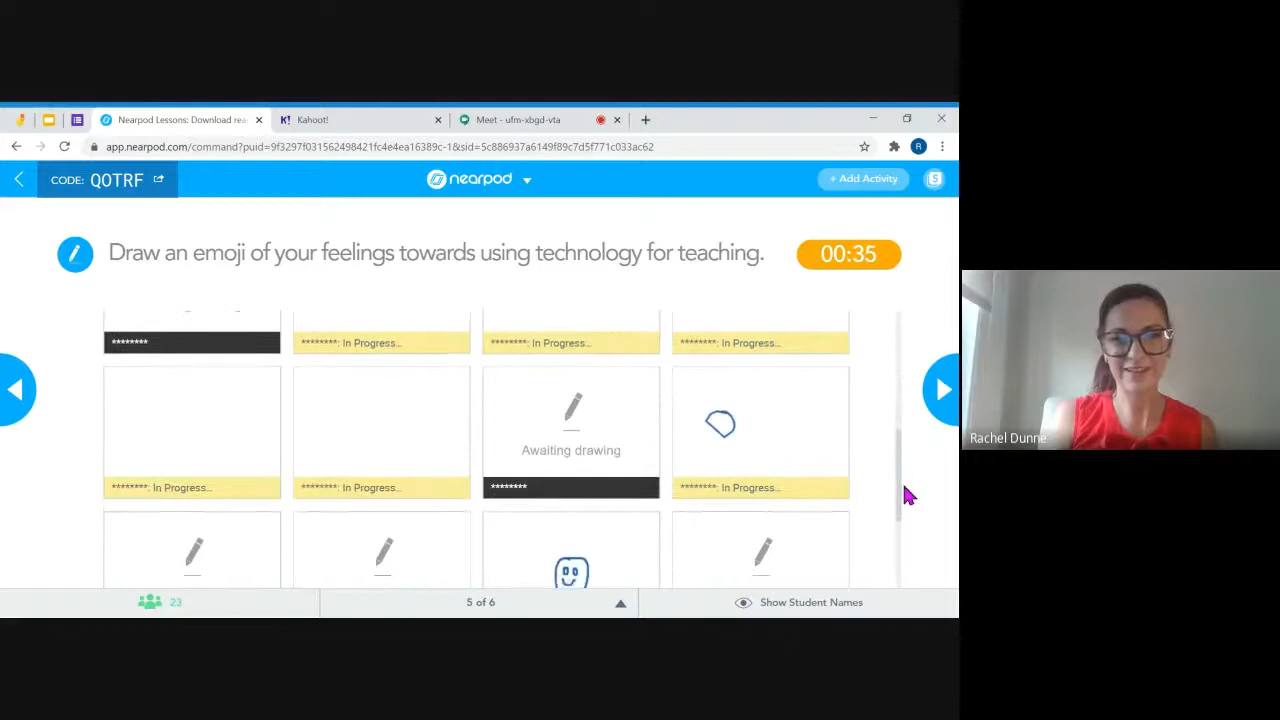 Nearpod Lessons: Download rea
K!
Kahoot!
Meet - ufm-xbgd-vta
app.nearpod.com/command?puid=9f3297f031562498421fc4e4ea16389c-1&sid=5c886937a6149f89c7d5f771c033ac62
R
CODE: QOTRF
nearpod
+ Add Activity
S
Draw an emoji of your feelings towards using technology for teaching.
00:35
********
********: In Progress...
********: In Progress...
********: In Progress...
Awaiting drawing
********: In Progress...
********: In Progress...
********
********: In Progress...
23
5 of 6
Show Student Names
Rachel Dunne